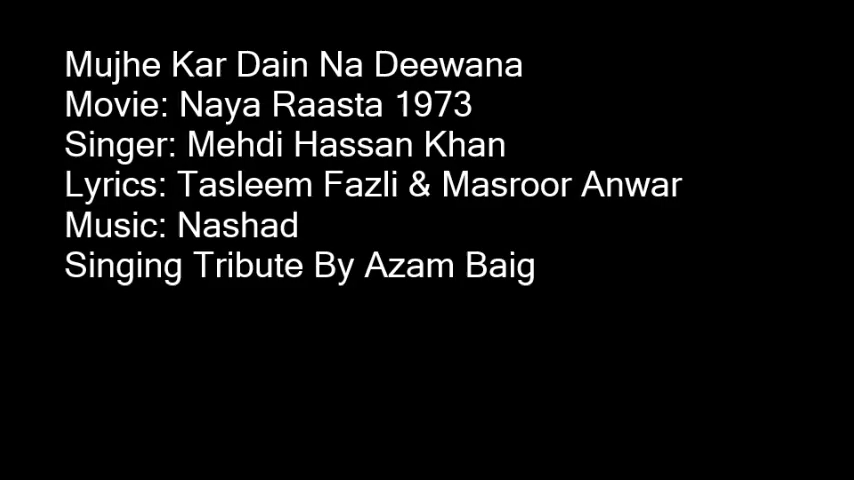 Mujhe Kar Dain Na Deewana
Movie: Naya Raasta 1973
Singer: Mehdi Hassan Khan
Lyrics: Tasleem Fazli & Masroor Anwar
Music: Nashad
Singing Tribute By Azam Baig